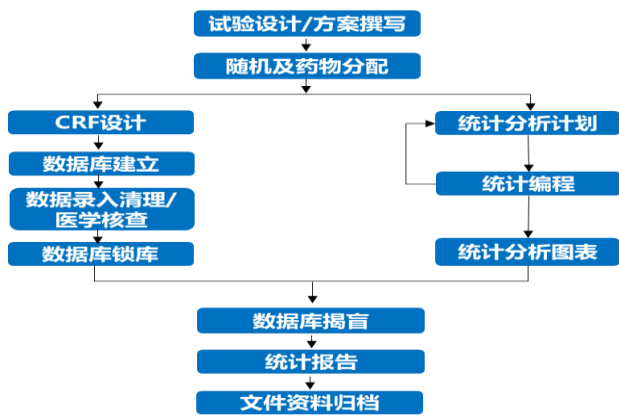 试验设计/方案撰写
随机及药物分配
CRF设计
数据库建立
数据录入清理/
医学核查
数据库锁库
统计分析计划
统计编程
统计分析图表
数据库揭盲
统计报告
文件资料归档